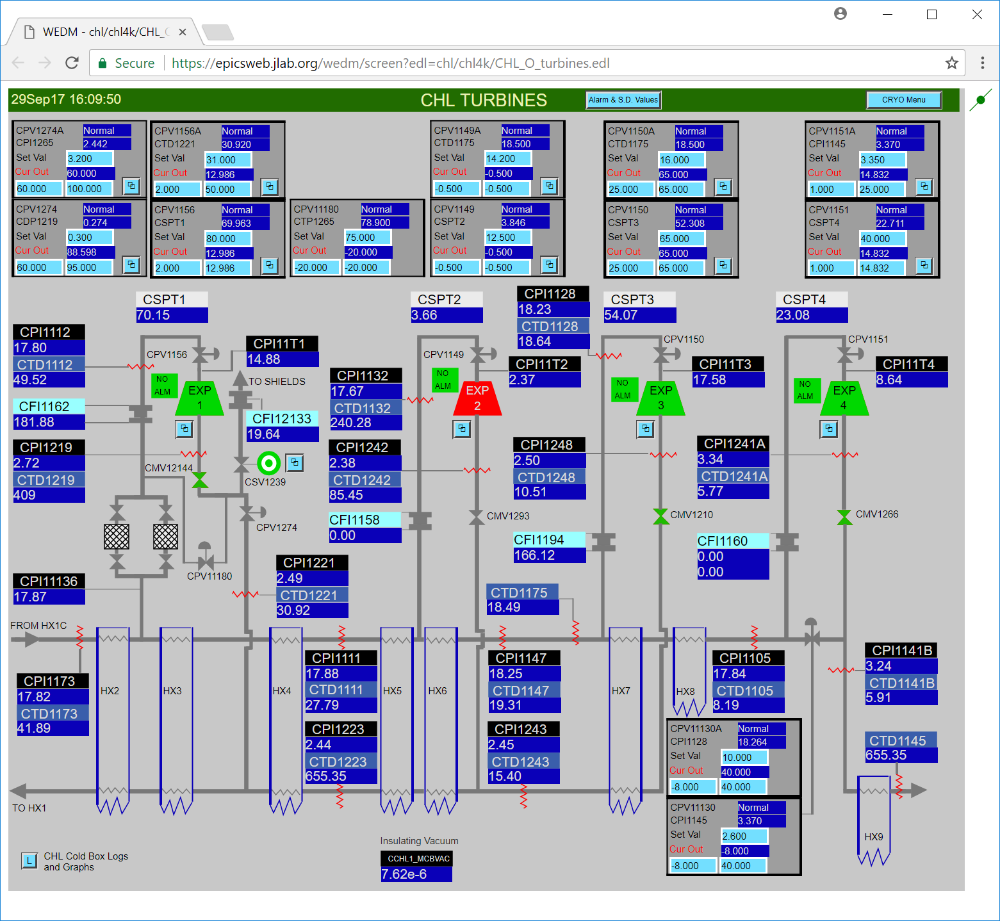 WEDM - chl/chl4k/CHL_O
Secure
https://epicsweb.jlab.org/wedm/screen?edl=chl/chl4k/CHL_O_turbines.edl
29Sep17 16:09:50
CHL TURBINES
Alarm & S.D. Values
CRYO Menu
CPV1274A Normal
CPI1265 2.442
Set Val 3.200
Cur Out 60.000
60.000 100.000
CPV1156A Normal
CTD1221 30.920
Set Val 31.000
Cur Out 12.986
2.000 50.000
CPV1149A Normal
CTD1175 18.500
Set Val 14.200
Cur Out -0.500
-0.500 -0.500
CPV1150A Normal
CTD1175 18.500
Set Val 16.000
Cur Out 65.000
25.000 65.000
CPV1151A Normal
CPI1145 3.370
Set Val 3.350
Cur Out 14.832
1.000 25.000
CPV1274 Normal
CDP1219 0.274
Set Val 0.300
Cur Out 88.598
60.000 95.000
CPV1156 Normal
CSPT1 69.963
Set Val 80.000
Cur Out 12.986
2.000 12.986
CPV11180 Normal
CTP1265 78.900
Set Val 75.000
Cur Out -20.000
-20.000 -20.000
CPV1149 Normal
CSPT2 3.846
Set Val 12.500
Cur Out -0.500
-0.500 -0.500
CPV1150 Normal
CSPT3 52.308
Set Val 65.000
Cur Out 65.000
25.000 65.000
CPV1151 Normal
CSPT4 22.711
Set Val 40.000
Cur Out 14.832
1.000 14.832
CSPT1
70.15
CSPT2
3.66
CPI1128
18.23
CTD1128
18.64
CSPT3
54.07
CSPT4
23.08
CPI1112
17.80
CTD1112
49.52
CPV1156
CPI11T1
14.88
NO
ALM
EXP
1
TO SHIELDS
CFI1162
181.88
CFI12133
19.64
CPI1219
2.72
CTD1219
409
CMV12144
CSV1239
CPV1274
CPV11180
CPI11136
17.87
CPI1221
2.49
CTD1221
30.92
CPI1132
17.67
CTD1132
240.28
CPV1149
NO
ALM
EXP
2
CPI11T2
2.37
CPI1242
2.38
CTD1242
85.45
CFI1158
0.00
CMV1293
CPV1150
NO
ALM
EXP
3
CPI11T3
17.58
CPI1248
2.50
CTD1248
10.51
CMV1210
CFI1194
166.12
CTD1175
18.49
CPV1151
NO
ALM
EXP
4
CPI11T4
8.64
CPI1241A
3.34
CTD1241A
5.77
CMV1266
CFI1160
0.00
0.00
FROM HX1C
CPI1173
17.82
CTD1173
41.89
HX2
HX3
HX4
CPI1111
17.88
CTD1111
27.79
CPI1223
2.44
CTD1223
655.35
HX5
HX6
CPI1147
18.25
CTD1147
19.31
CPI1243
2.45
CTD1243
15.40
HX7
HX8
CPI1105
17.84
CTD1105
8.19
CPI1141B
3.24
CTD1141B
5.91
CPV11130A Normal
CPI1128 18.264
Set Val 10.000
Cur Out 40.000
-8.000 40.000
CPV11130 Normal
CPI1145 3.370
Set Val 2.600
Cur Out -8.000
-8.000 40.000
CTD1145
655.35
HX9
TO HX1
Insulating Vacuum
CCHL1_MCBVAC
7.62e-6
L
CHL Cold Box Logs
and Graphs